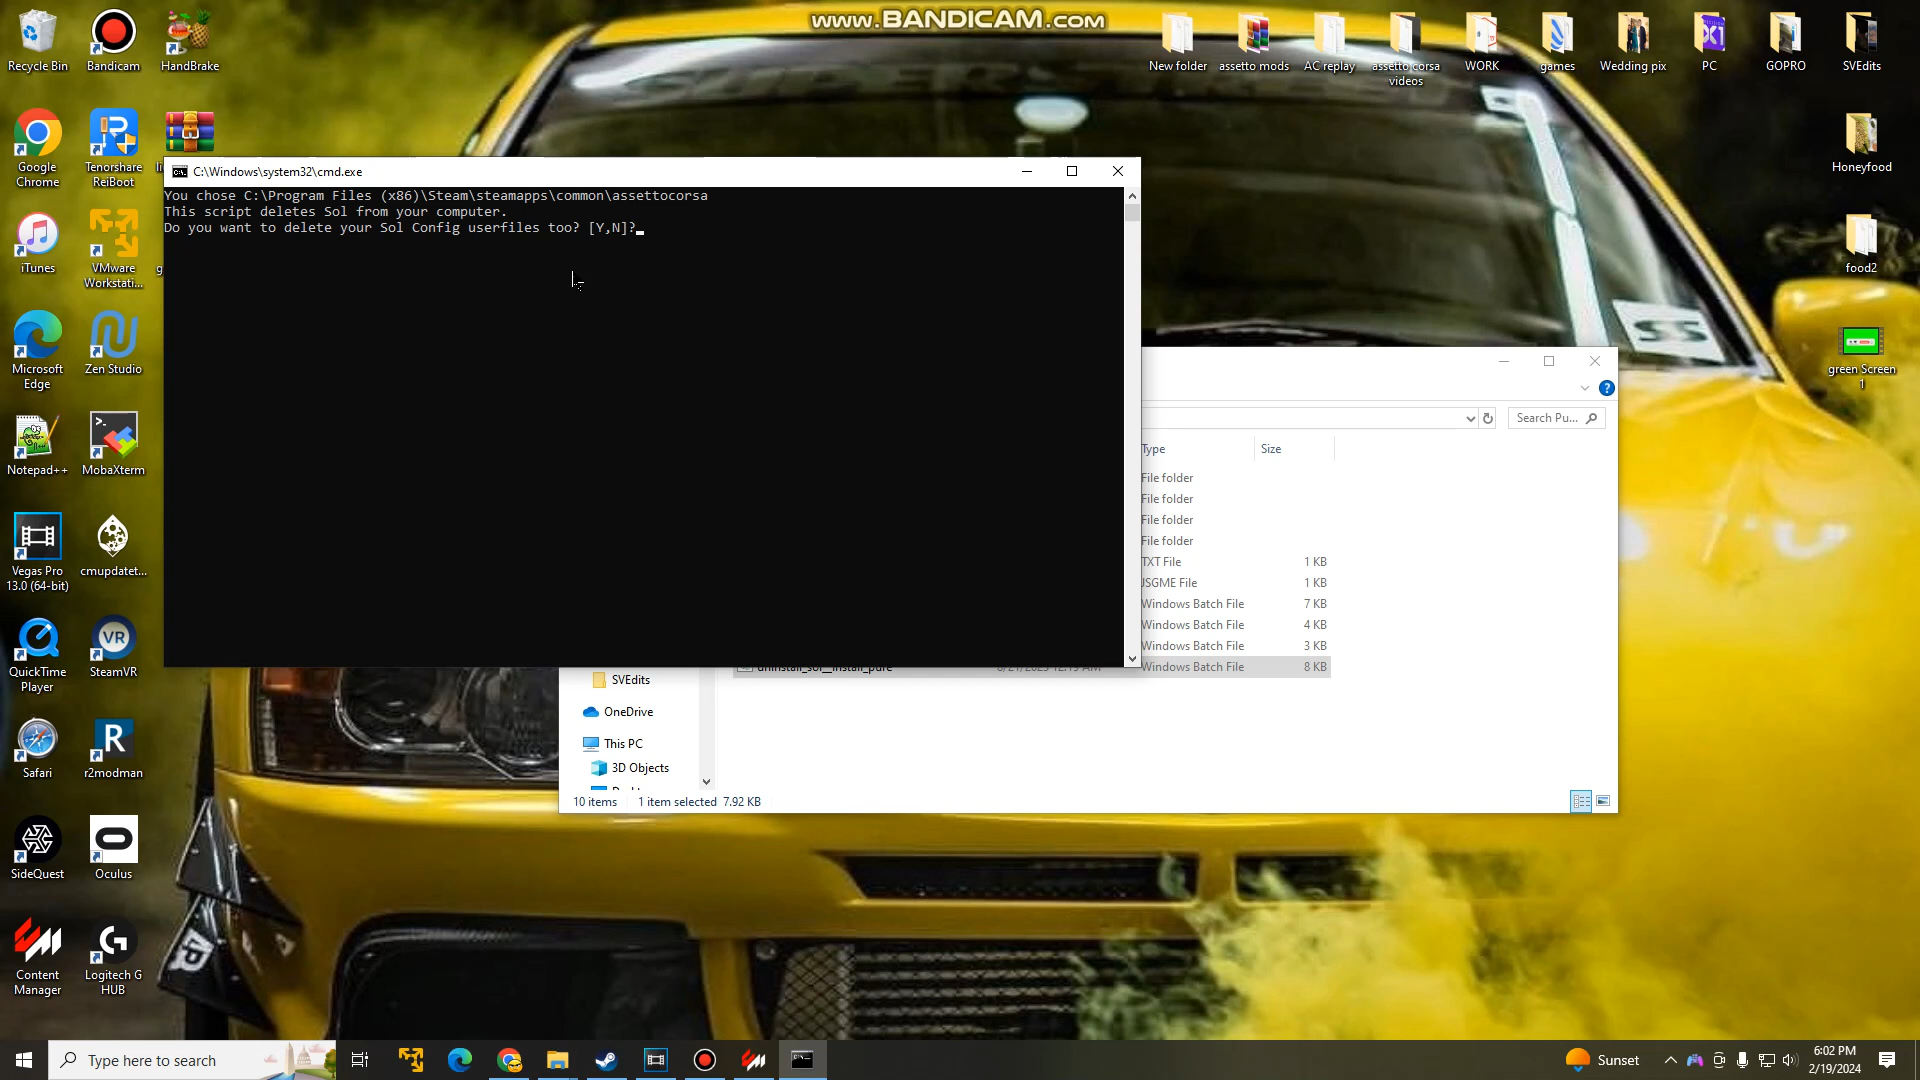 www.BANDICAM.com
Recycle Bin
Bandicam
HandBrake
New folder
assetto mods
AC replay
assetto corsa
videos
WORK
games
Wedding pix
PC
GOPRO
SVEdits
Google
Chrome
Tenorshare
ReiBoot
Honeyfood
C:\Windows\system32\cmd.exe
You chose C:\Program Files (x86)\Steam\steamapps\common\assettocorsa
This script deletes Sol from your computer.
Do you want to delete your Sol Config userfiles too? [Y,N]?
iTunes
VMware
Workstati...
food2
Microsoft
Edge
Zen Studio
green Screen
1
Search Pu...
Type
Size
File folder
File folder
File folder
File folder
TXT File
1 KB
JSGME File
1 KB
Windows Batch File
7 KB
Windows Batch File
4 KB
Windows Batch File
3 KB
Windows Batch File
8 KB
Notepad++
MobaXterm
Vegas Pro
13.0 (64-bit)
cmupdatet...
QuickTime
Player
SteamVR
SVEdits
OneDrive
This PC
3D Objects
10 items
1 item selected 7.92 KB
Safari
r2modman
SideQuest
Oculus
Content
Manager
Logitech G
HUB
Type here to search
Sunset
6:02 PM
2/19/2024